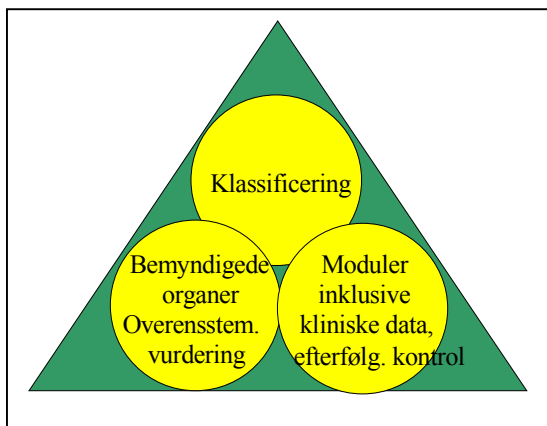 Klassificering
Bemyndigede
organer
Overensstem.
vurdering
Moduler
inklusive
kliniske data,
efterfølg. kontrol